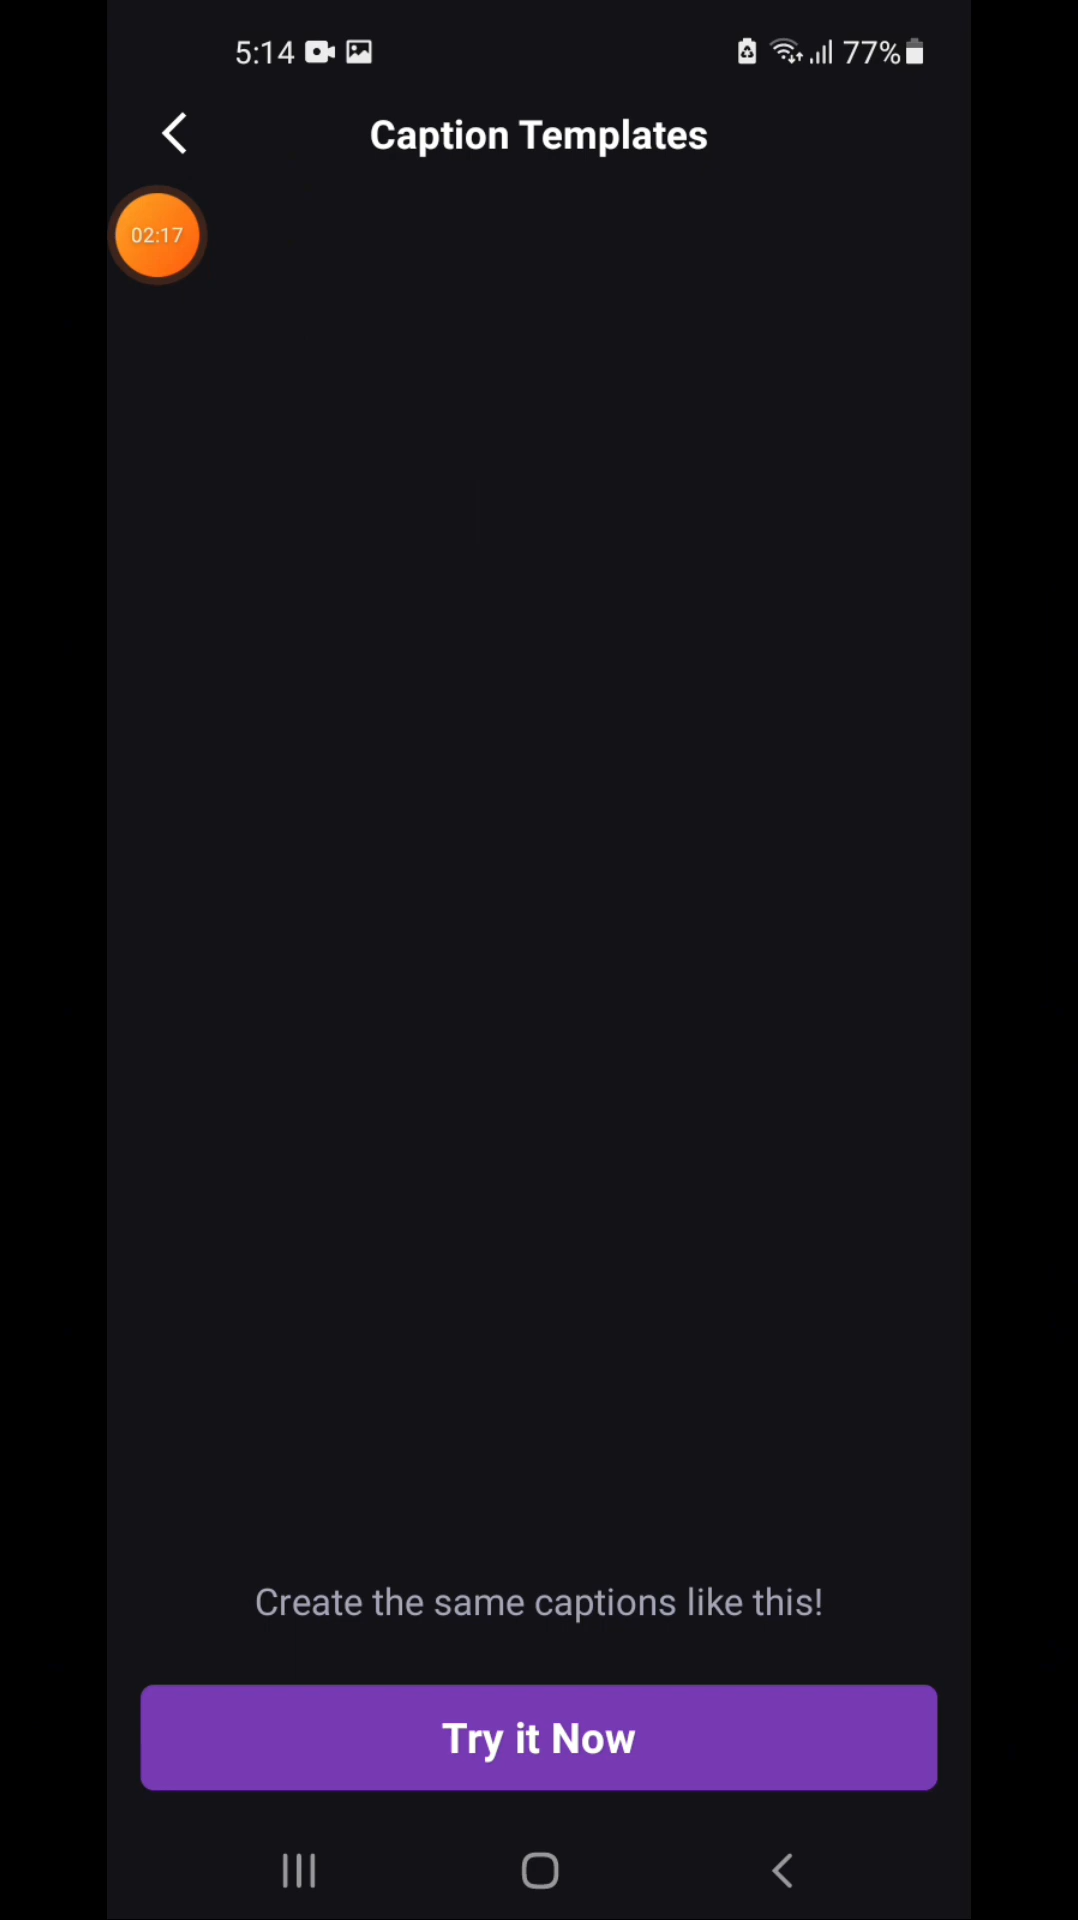 5:14 77%
Caption Templates
02:17
Create the same captions like this!
Try it Now